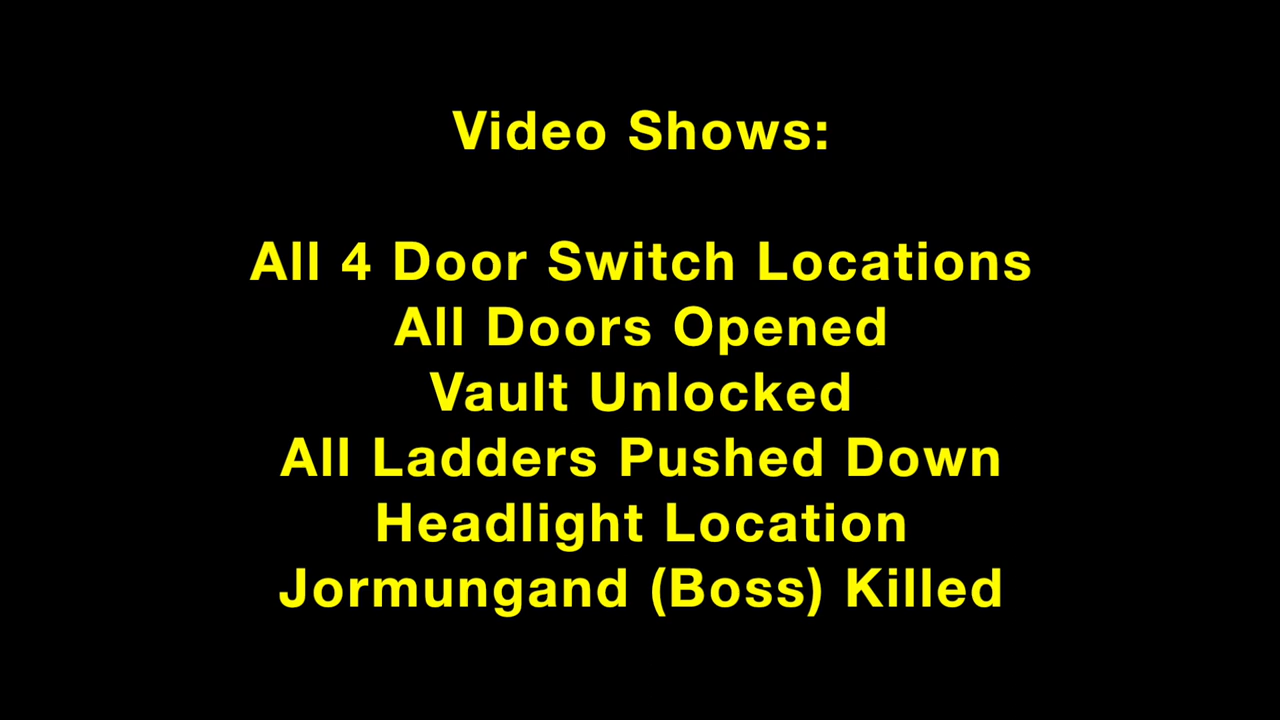 Video Shows:
All 4 Door Switch Locations
All Doors Opened
Vault Unlocked
All Ladders Pushed Down
Headlight Location
Jormungand (Boss) Killed